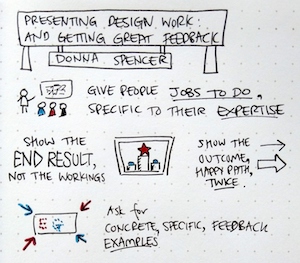 PRESENTING DESIGN WORK:
AND GETTING GREAT FEEDBACK
DONNA SPENCER
GIVE PEOPLE JOBS TO DO,
SPECIFIC TO THEIR EXPERTISE
SHOW THE
END RESULT,
NOT THE WORKINGS
SHOW THE
OUTCOME,
HAPPY PATH,
TWICE.
ASK for
CONCRETE, SPECIFIC, FEEDBACK
EXAMPLES